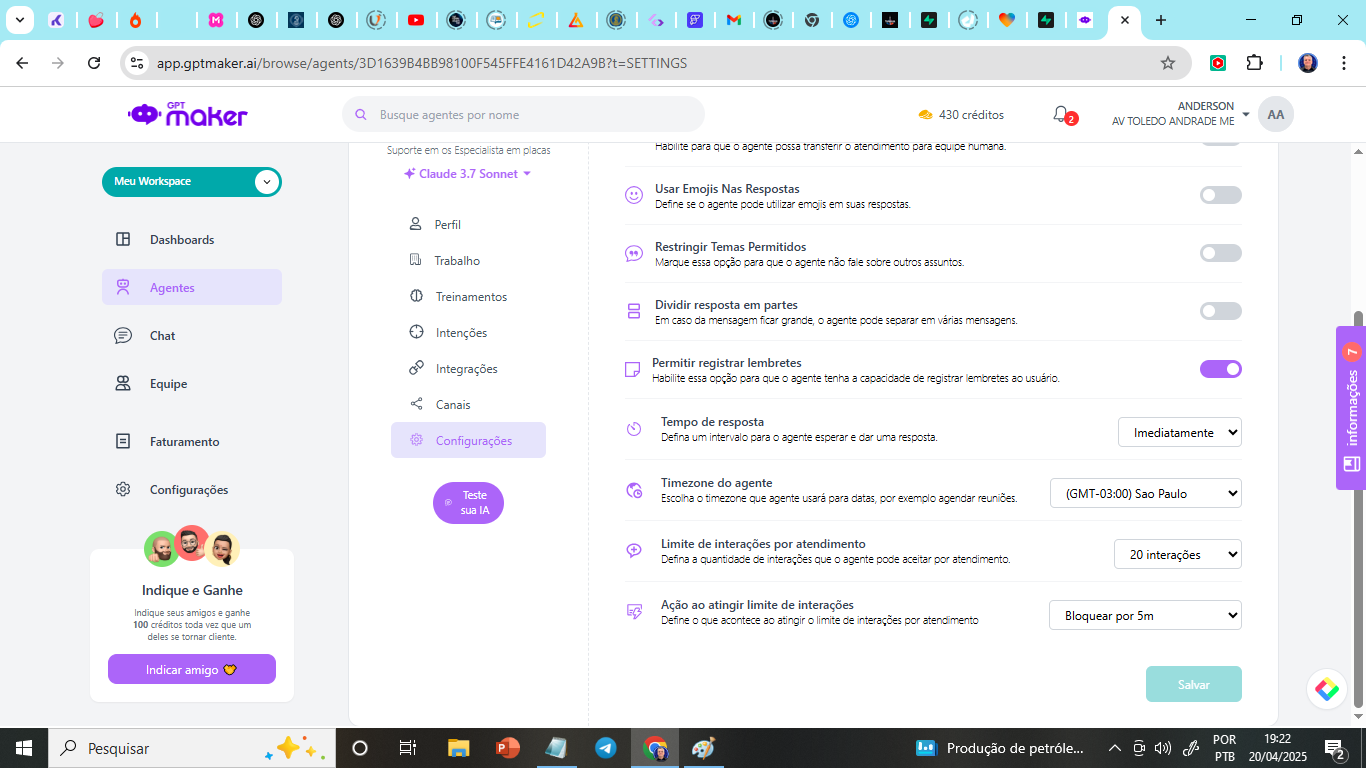 app.gptmaker.ai/browse/agents/3D1639B4BB98100F545FFE4161D42A9B?t=SETTINGS
GPT
maker
Busque agentes por nome
430 créditos
2
ANDERSON
AV TOLEDO ANDRADE ME
AA
Meu Workspace
Dashboards
Agentes
Chat
Equipe
Faturamento
Configurações
Indique e Ganhe
Indique seus amigos e ganhe
100 créditos toda vez que um
deles se tornar cliente.
Indicar amigo
Suporte em os Especialista em placas
Claude 3.7 Sonnet
Perfil
Trabalho
Treinamentos
Intenções
Integrações
Canais
Configurações
Teste
sua IA
Habilite para que o agente possa transferir o atendimento para equipe humana.
Usar Emojis Nas Respostas
Define se o agente pode utilizar emojis em suas respostas.
Restringir Temas Permitidos
Marque essa opção para que o agente não fale sobre outros assuntos.
Dividir resposta em partes
Em caso da mensagem ficar grande, o agente pode separar em várias mensagens.
Permitir registrar lembretes
Habilite essa opção para que o agente tenha a capacidade de registrar lembretes ao usuário.
Tempo de resposta
Defina um intervalo para o agente esperar e dar uma resposta.
Imediatamente
Timezone do agente
Escolha o timezone que agente usará para datas, por exemplo agendar reuniões.
(GMT-03:00) Sao Paulo
Limite de interações por atendimento
Defina a quantidade de interações que o agente pode aceitar por atendimento.
20 interações
Ação ao atingir limite de interações
Define o que acontece ao atingir o limite de interações por atendimento
Bloquear por 5m
Salvar
informações
7
Pesquisar
Produção de petróle...
POR
PTB
19:22
20/04/2025
2